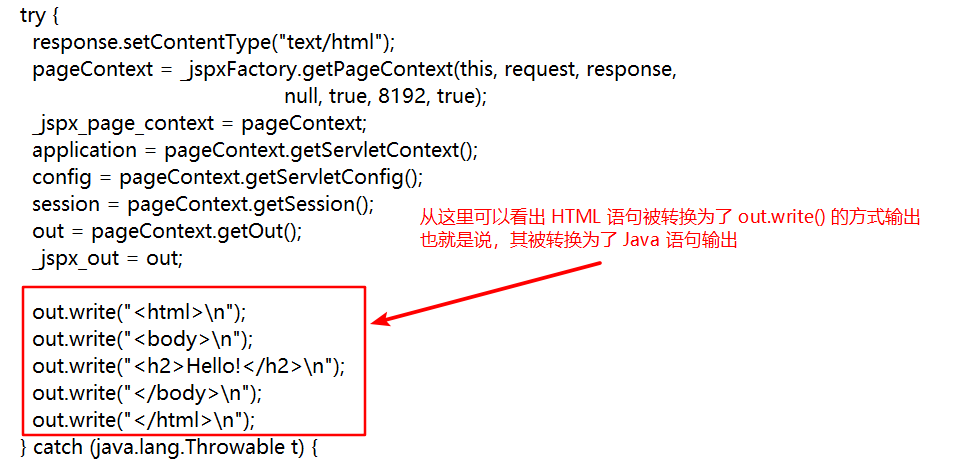 try {
response.setContentType("text/html");
pageContext = _jspxFactory.getPageContext(this, request, response,
null, true, 8192, true);
_jspx_page_context = pageContext;
application = pageContext.getServletContext();
config = pageContext.getServletConfig();
session = pageContext.getSession();
out = pageContext.getOut();
_jspx_out = out;
从这里可以看出 HTML 语句被转换为了 out.write() 的方式输出
也就是说，其被转换为了 Java 语句输出
out.write("<html>\n");
out.write("<body>\n");
out.write("<h2>Hello!</h2>\n");
out.write("</body>\n");
out.write("</html>\n");
} catch (java.lang.Throwable t) {